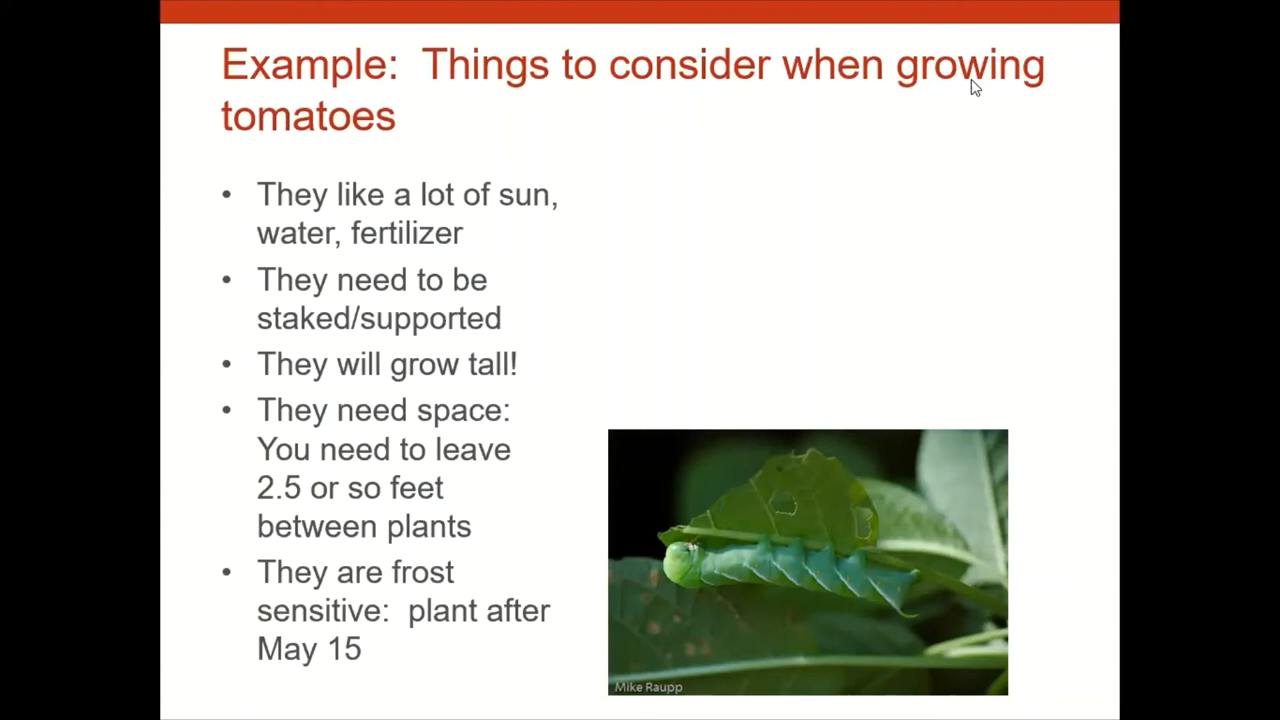 Example:  Things to consider when growing
tomatoes
• They like a lot of sun,
water, fertilizer
• They need to be
staked/supported
• They will grow tall!
• They need space:
You need to leave
2.5 or so feet
between plants
• They are frost
sensitive:  plant after
May 15
Mike Raupp